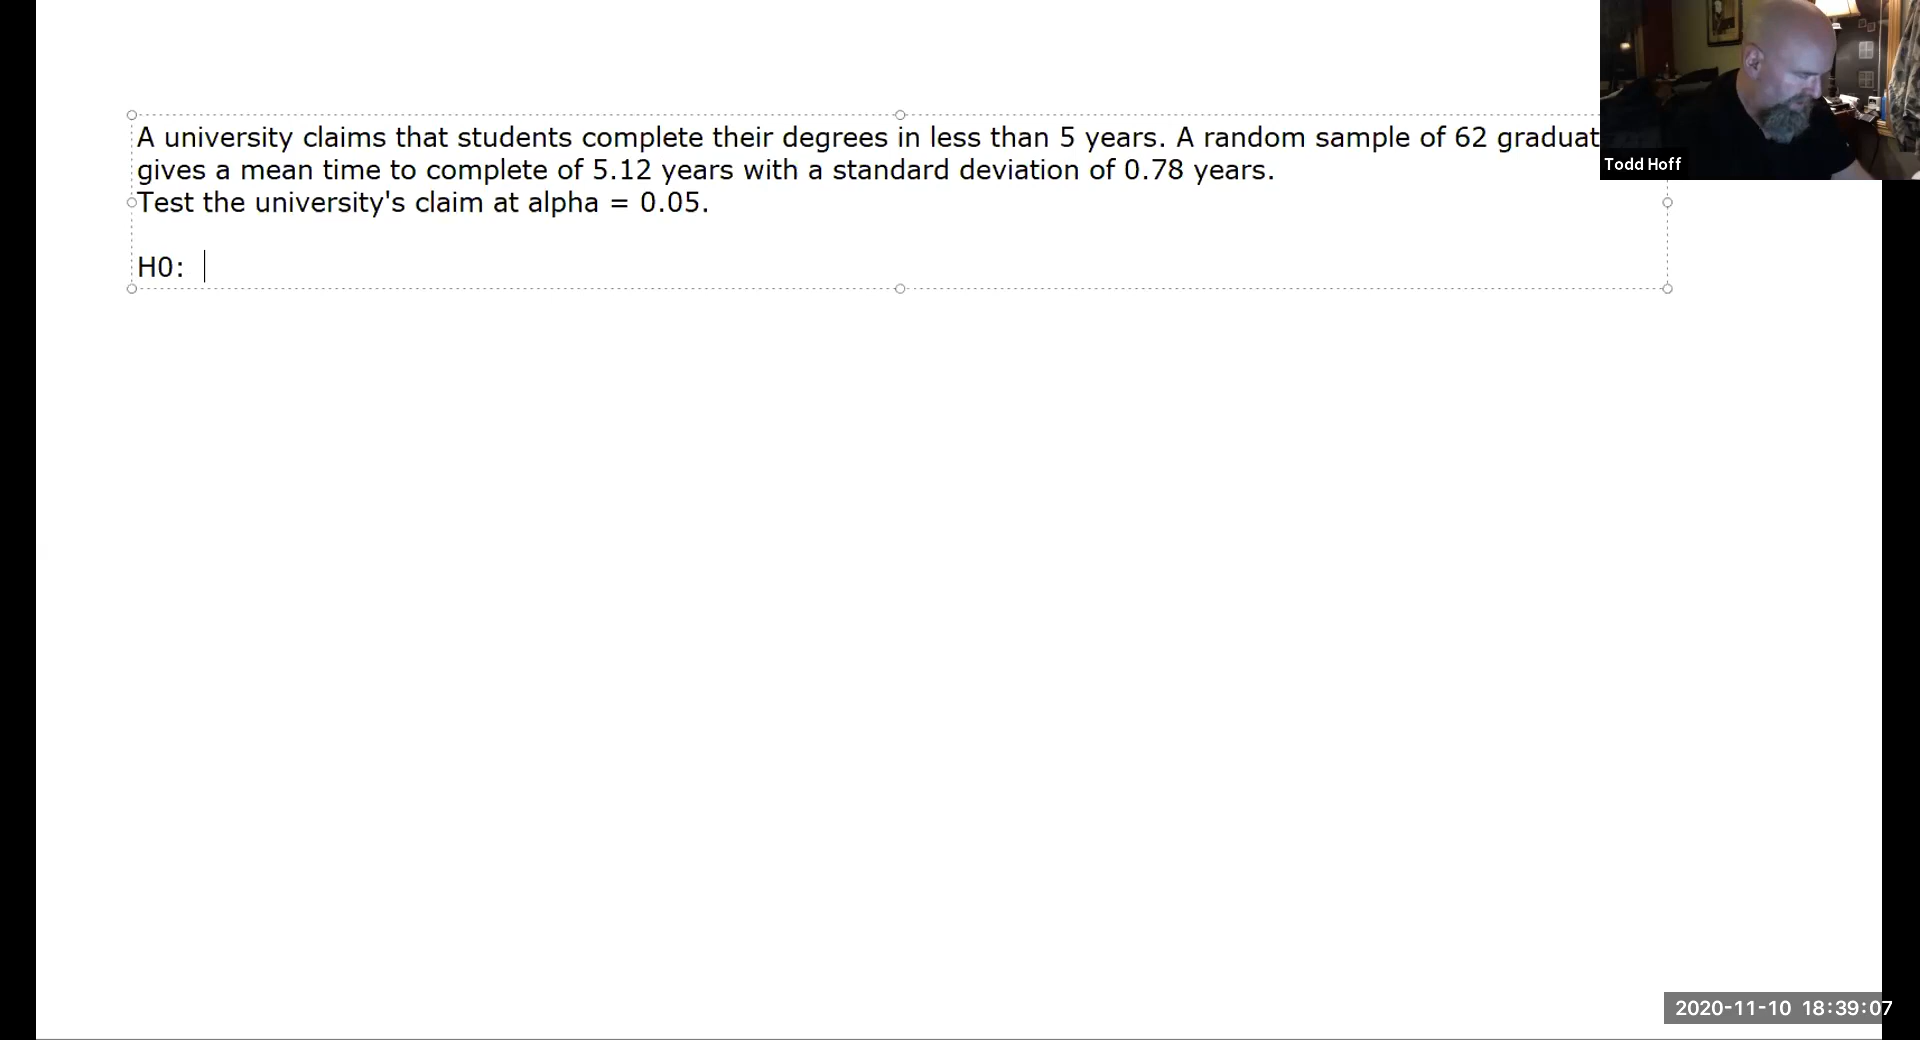 A university claims that students complete their degrees in less than 5 years. A random sample of 62 graduat
gives a mean time to complete of 5.12 years with a standard deviation of 0.78 years.
Test the university's claim at alpha = 0.05.
H0:
Todd Hoff
2020-11-10 18:39:07